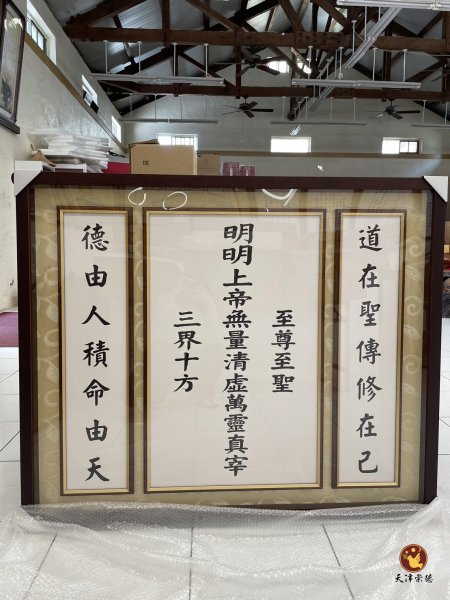 道在聖傳修在己
至尊至聖
明明上帝無量清虛萬靈真宰
三界十方
德由人積命由天
天津崇德